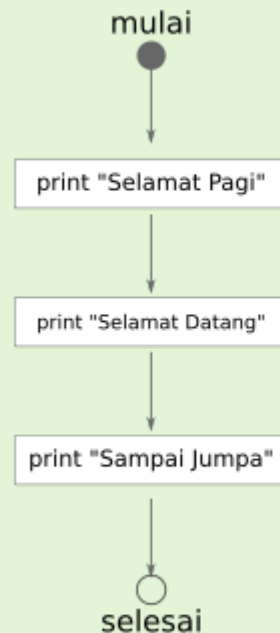 mulai
print "Selamat Pagi"
print "Selamat Datang"
print "Sampai Jumpa"
selesai